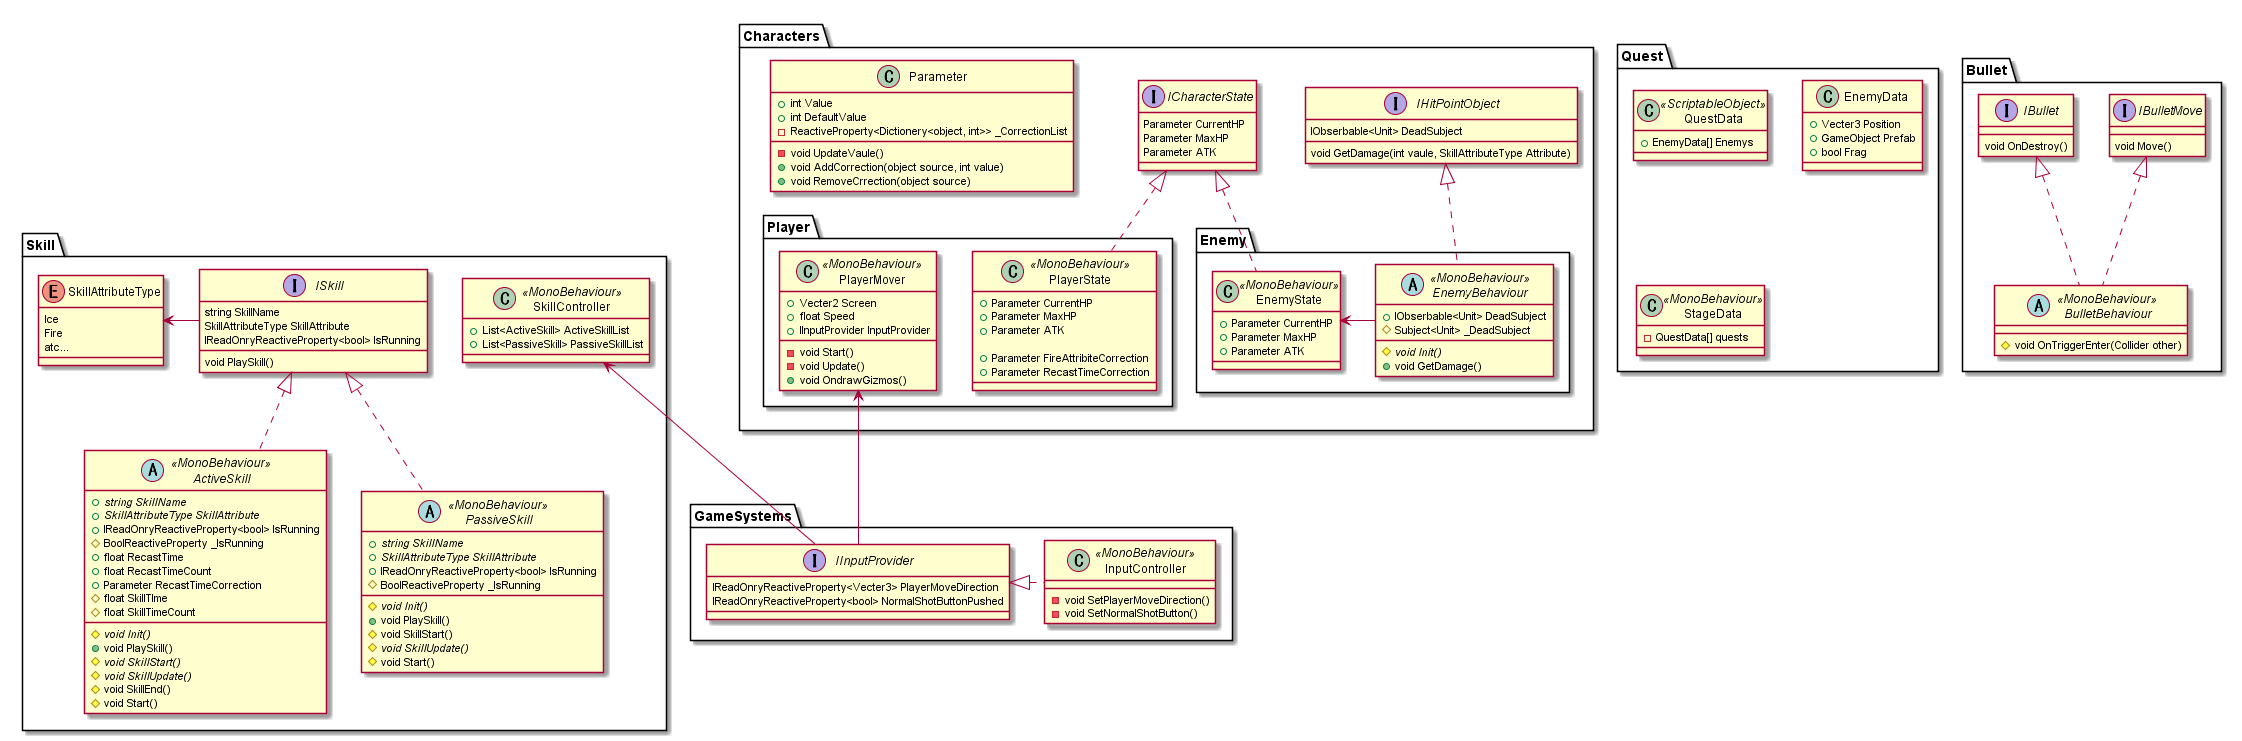 Skill
SkillAttributeType
Ice
Fire
atc...
ISkill
string SkillName
SkillAttributeType SkillAttribute
IReadOnryReactiveProperty<bool> IsRunning
void PlaySkill()
«MonoBehaviour»
SkillController
List<ActiveSkill> ActiveSkillList
List<PassiveSkill> PassiveSkillList
«MonoBehaviour»
ActiveSkill
string SkillName
SkillAttributeType SkillAttribute
IReadOnryReactiveProperty<bool> IsRunning
BoolReactiveProperty _IsRunning
float RecastTime
float RecastTimeCount
Parameter RecastTimeCorrection
float SkillTIme
float SkillTimeCount
void Init()
void PlaySkill()
void SkillStart()
void SkillUpdate()
void SkillEnd()
void Start()
«MonoBehaviour»
PassiveSkill
string SkillName
SkillAttributeType SkillAttribute
IReadOnryReactiveProperty<bool> IsRunning
BoolReactiveProperty _IsRunning
void Init()
void PlaySkill()
void SkillStart()
void SkillUpdate()
void Start()
Characters
Parameter
int Value
int DefaultValue
ReactiveProperty<Dictionery<object, int>> _CorrectionList
void UpdateVaule()
void AddCorrection(object source, int value)
void RemoveCrrection(object source)
ICharacterState
Parameter CurrentHP
Parameter MaxHP
Parameter ATK
IHitPointObject
IObserbable<Unit> DeadSubject
void GetDamage(int vaule, SkillAttributeType Attribute)
Player
«MonoBehaviour»
PlayerMover
Vecter2 Screen
float Speed
IInputProvider InputProvider
void Start()
void Update()
void OndrawGizmos()
«MonoBehaviour»
PlayerState
Parameter CurrentHP
Parameter MaxHP
Parameter ATK
Parameter FireAttribiteCorrection
Parameter RecastTimeCorrection
Enemy
«MonoBehaviour»
EnemyState
Parameter CurrentHP
Parameter MaxHP
Parameter ATK
«MonoBehaviour»
EnemyBehaviour
IObserbable<Unit> DeadSubject
Subject<Unit> _DeadSubject
void Init()
void GetDamage()
GameSystems
IInputProvider
IReadOnryReactiveProperty<Vecter3> PlayerMoveDirection
IReadOnryReactiveProperty<bool> NormalShotButtonPushed
«MonoBehaviour»
InputController
void SetPlayerMoveDirection()
void SetNormalShotButton()
Quest
«ScriptableObject»
QuestData
EnemyData[] Enemys
EnemyData
Vecter3 Position
GameObject Prefab
bool Frag
«MonoBehaviour»
StageData
QuestData[] quests
Bullet
IBullet
void OnDestroy()
IBulletMove
void Move()
«MonoBehaviour»
BulletBehaviour
void OnTriggerEnter(Collider other)